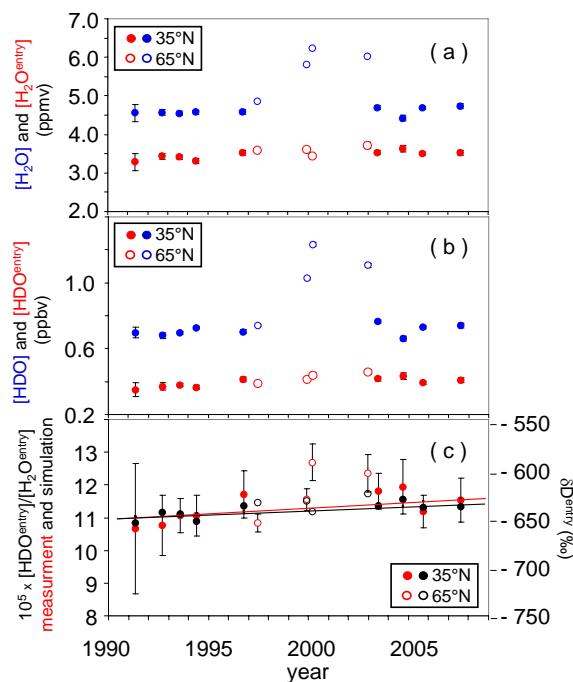 7.0
6.0
5.0
4.0
3.0
2.0
[H₂O] and [H₂Oᵉⁿᵗʳʸ]
(ppmv)
35°N
65°N
( a )
1.0
0.6
0.2
[HDO] and [HDOᵉⁿᵗʳʸ]
(ppbv)
35°N
65°N
( b )
13
12
11
10
9
8
10⁵ x [HDOᵉⁿᵗʳʸ]/[H₂Oᵉⁿᵗʳʸ]
measurment and simulation
( c )
35°N
65°N
- 550
- 600
- 650
- 700
- 750
δDᵉⁿᵗʳʸ (‰)
1990 1995 2000 2005
year